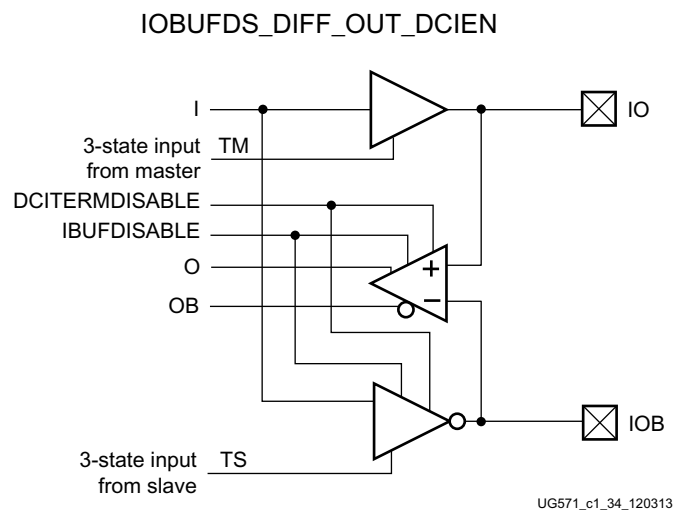 IOBUFDS_DIFF_OUT_DCIEN
I
IO
3-state input TM
from master
DCITERMDISABLE
IBUFDISABLE
+
O
−
OB
IOB
3-state input TS
from slave
UG571_c1_34_120313